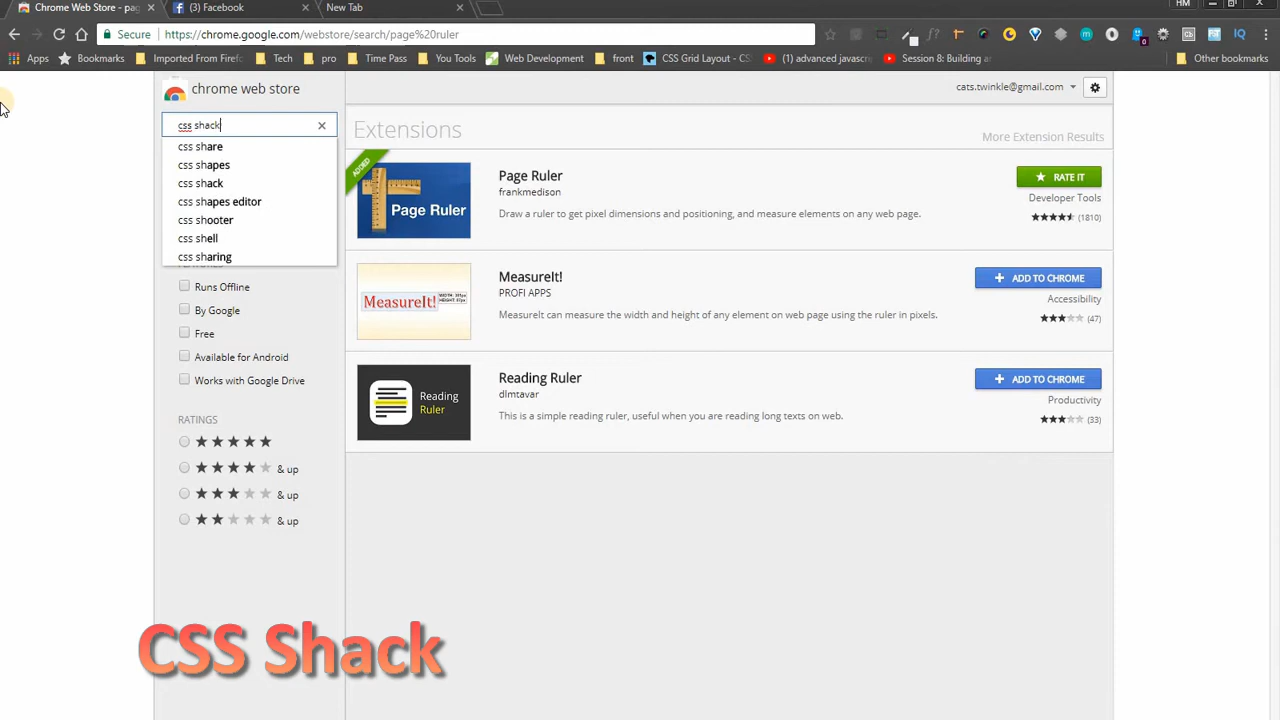 Chrome Web Store - pag
(3) Facebook
New Tab
HM
Secure
https://chrome.google.com/webstore/search/page%20ruler
Apps
Bookmarks
Imported From Firef
Tech
pro
Time Pass
You Tools
Web Development
front
CSS Grid Layout - CS
(1) advanced javascr
Session 8: Building a
Other bookmarks
chrome web store
cats.twinkle@gmail.com
css shack
Extensions
More Extension Results
css share
css shapes
css shack
css shapes editor
css shooter
css shell
css sharing
Runs Offline
By Google
Free
Available for Android
Works with Google Drive
RATINGS
& up
& up
& up
ADDED
Page Ruler
Page Ruler
frankmedison
Draw a ruler to get pixel dimensions and positioning, and measure elements on any web page.
RATE IT
Developer Tools
(1810)
MeasureIt!
MeasureIt!
PROFI APPS
MeasureIt can measure the width and height of any element on web page using the ruler in pixels.
ADD TO CHROME
Accessibility
(47)
Reading
Ruler
Reading Ruler
dlmtavar
This is a simple reading ruler, useful when you are reading long texts on web.
ADD TO CHROME
Productivity
(33)
CSS Shack